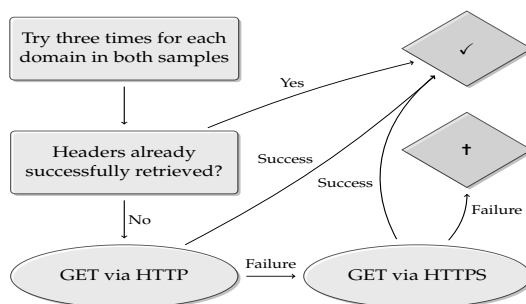 Try three times for each
domain in both samples
✓
Yes
Headers already
successfully retrieved?
Success
Success
✝
No
Failure
GET via HTTP
Failure
GET via HTTPS